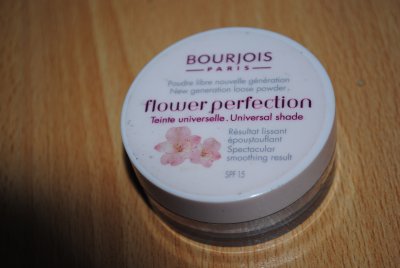 BOURJOIS
PARIS
Poudre libre nouvelle génération
New generation loose powder.
flower perfection
Teinte universelle. Universal shade
Résultat lissant
époustouflant
Spectacular
smoothing result
SPF 15